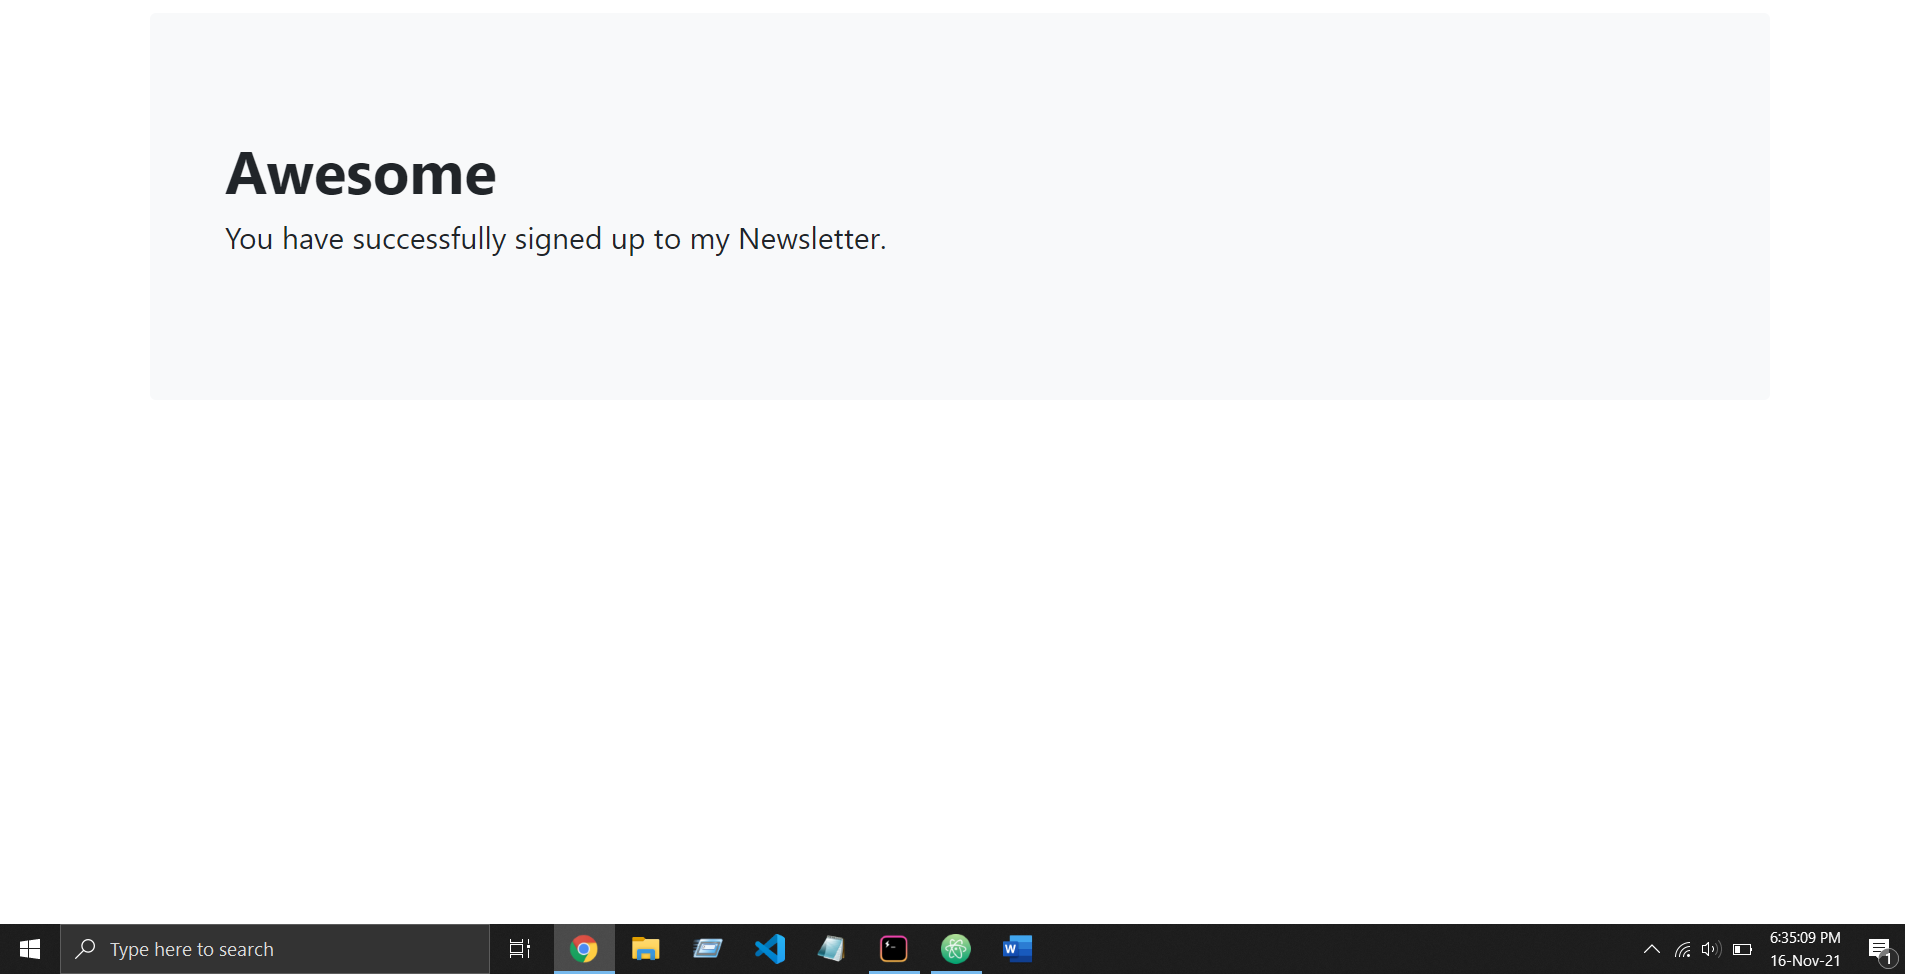 Awesome
You have successfully signed up to my Newsletter.
Type here to search
W
6:35:09 PM
16-Nov-21
1